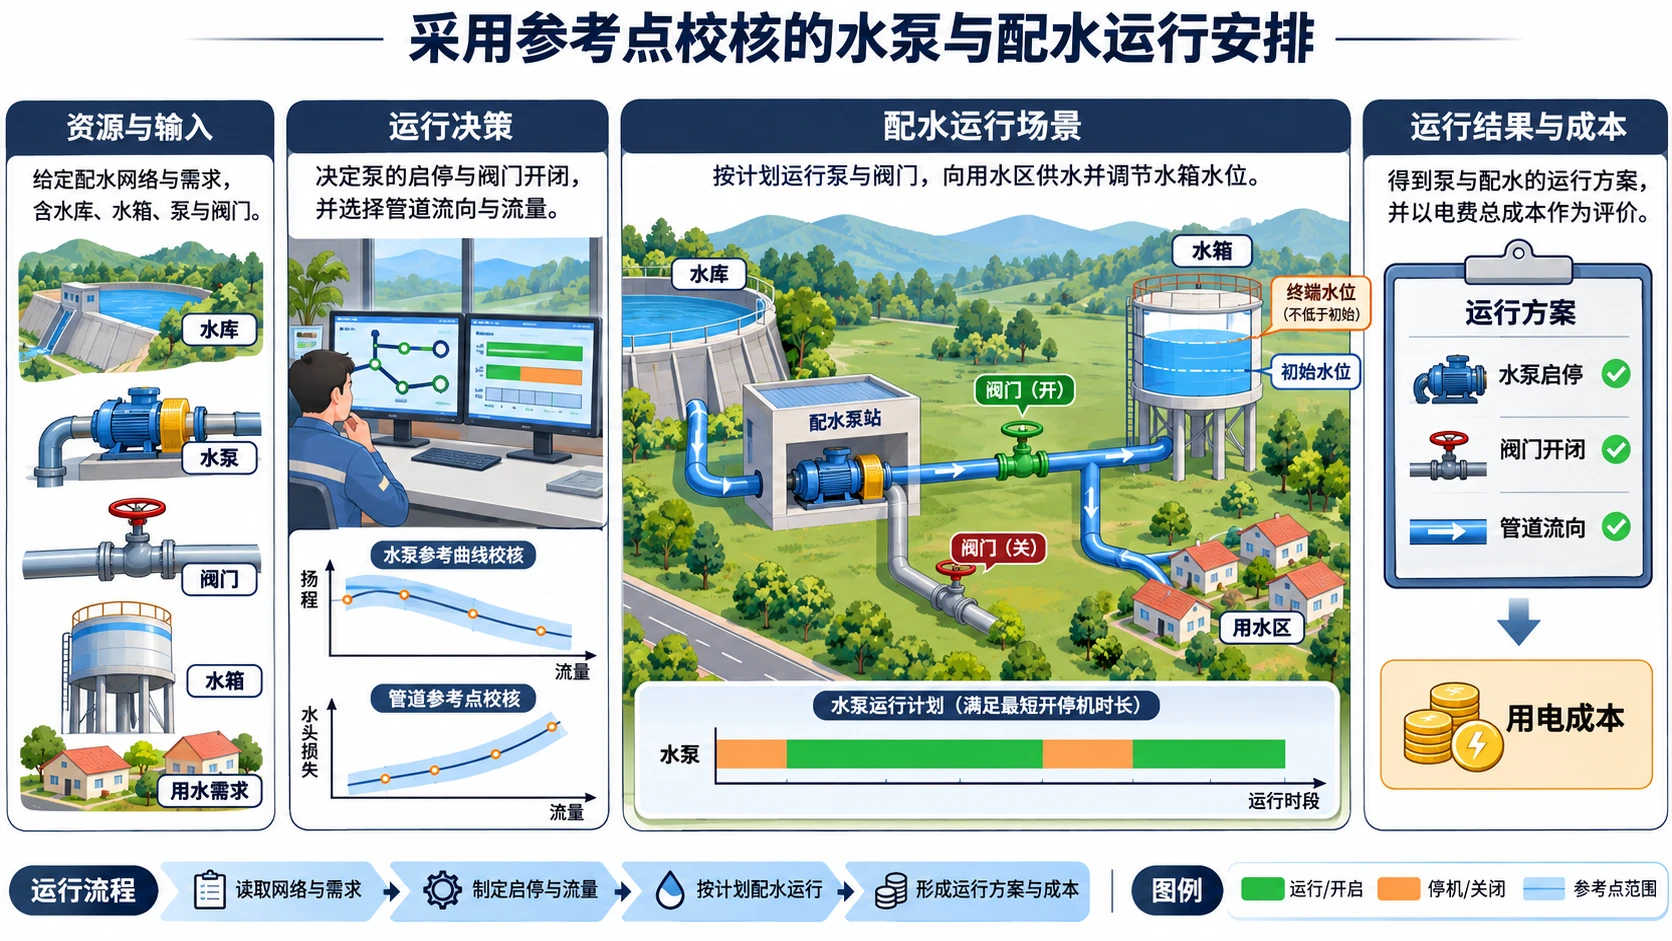 采用参考点校核的水泵与配水运行安排
资源与输入
给定配水网络与需求，
含水库、水箱、泵与阀门。
水库
水泵
阀门
水箱
用水需求
运行决策
决定泵的启停与阀门开闭，
并选择管道流向与流量。
水泵参考曲线校核
扬程
流量
管道参考点校核
水头损失
流量
配水运行场景
按计划运行泵与阀门，向用水区供水并调节水箱水位。
水库
水箱
终端水位
（不低于初始）
初始水位
阀门（开）
配水泵站
阀门（关）
用水区
水泵运行计划（满足最短开停机时长）
水泵
运行时段
运行结果与成本
得到泵与配水的运行方案，
并以电费总成本作为评价。
运行方案
水泵启停
阀门开闭
管道流向
用电成本
运行流程
读取网络与需求
制定启停与流量
按计划配水运行
形成运行方案与成本
图例
运行/开启
停机/关闭
参考点范围